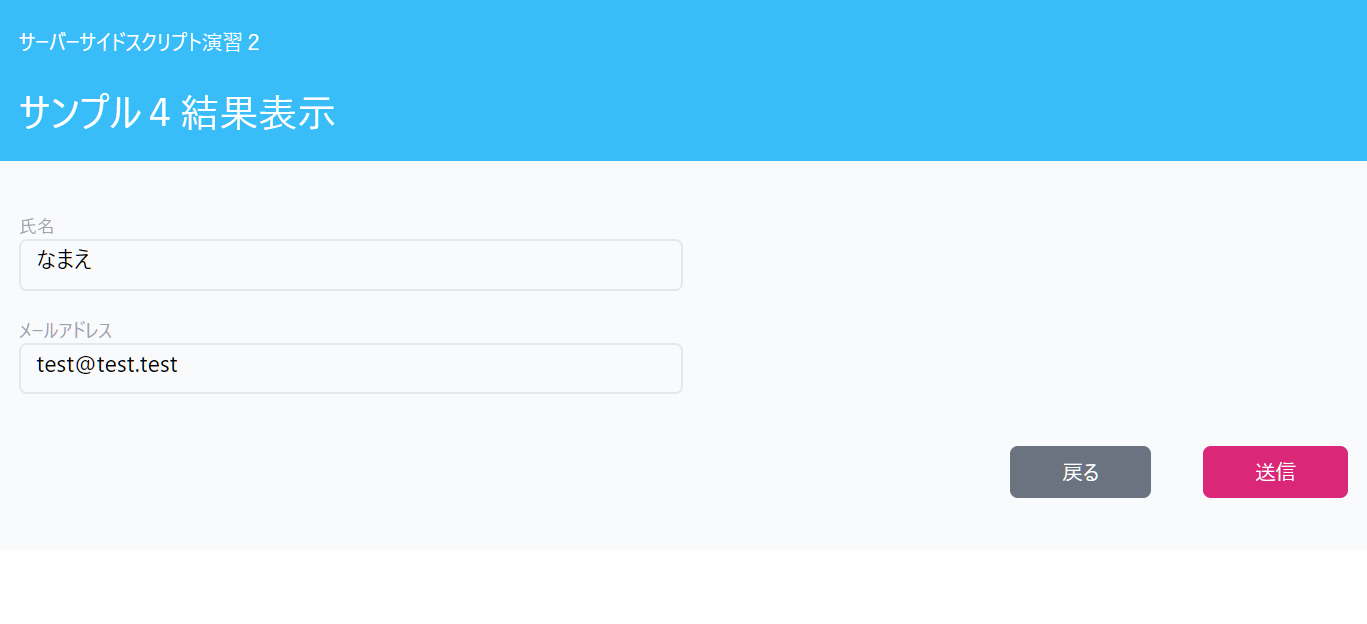 サーバーサイドスクリプト演習２
サンプル４ 結果表示
氏名
なまえ
メールアドレス
test@test.test
戻る
送信